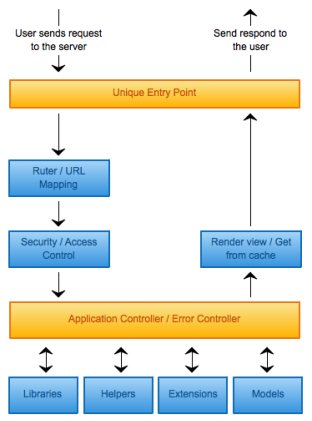 User sends request
to the server
Send respond to
the user
Unique Entry Point
Ruter / URL
Mapping
Security / Access
Control
Render view / Get
from cache
Application Controller / Error Controller
Libraries
Helpers
Extensions
Models